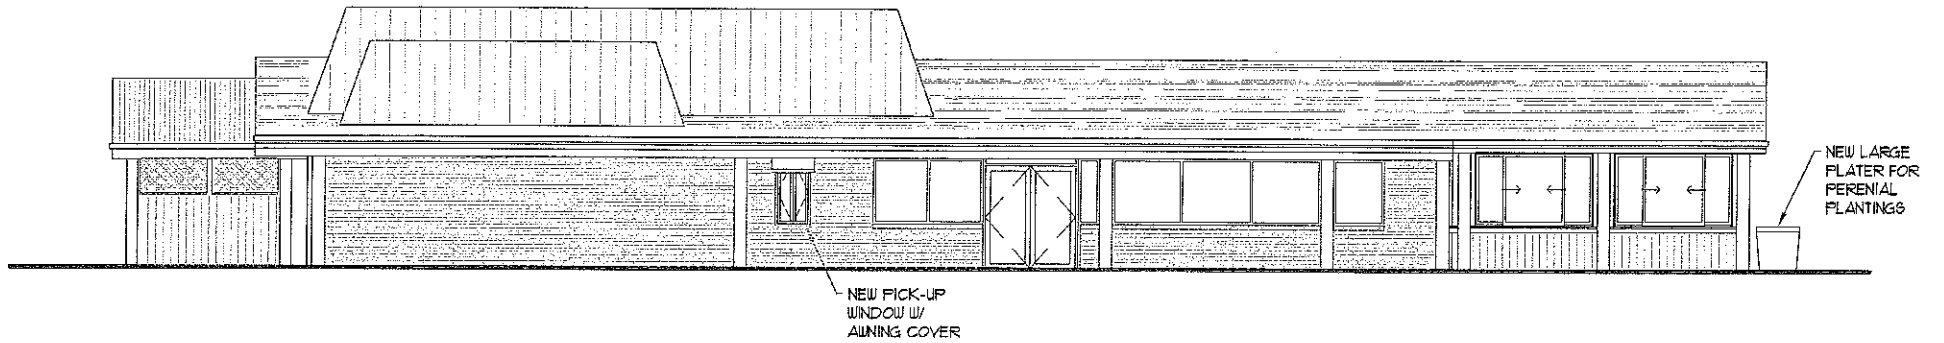 NEW LARGE
PLATER FOR
PERENIAL
PLANTINGS
NEW PICK-UP
WINDOW W/
AWNING COVER